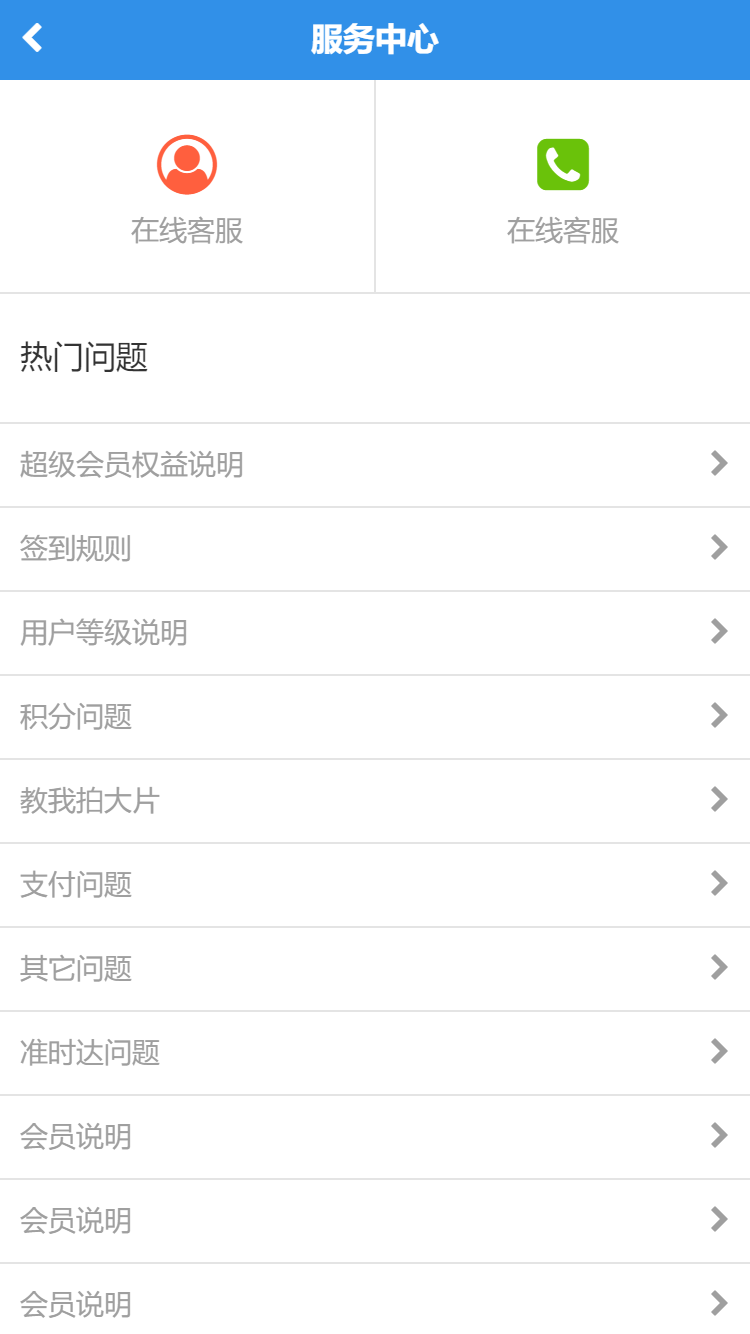 服务中心
在线客服
在线客服
热门问题
超级会员权益说明
签到规则
用户等级说明
积分问题
教我拍大片
支付问题
其它问题
准时达问题
会员说明
会员说明
会员说明